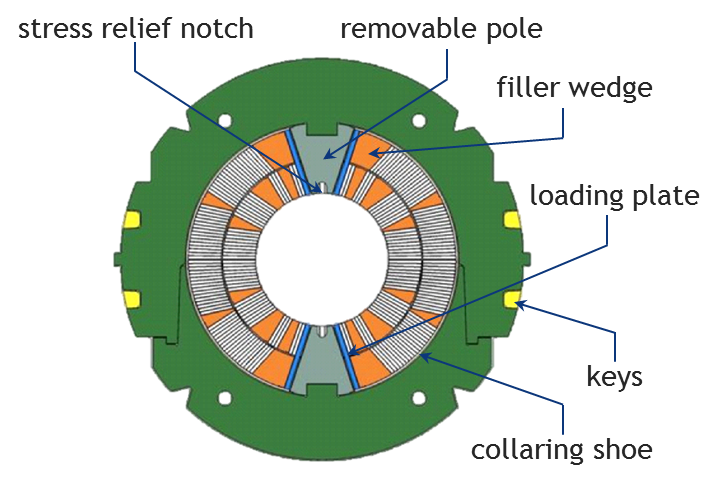 stress relief notch
removable pole
filler wedge
loading plate
keys
collaring shoe